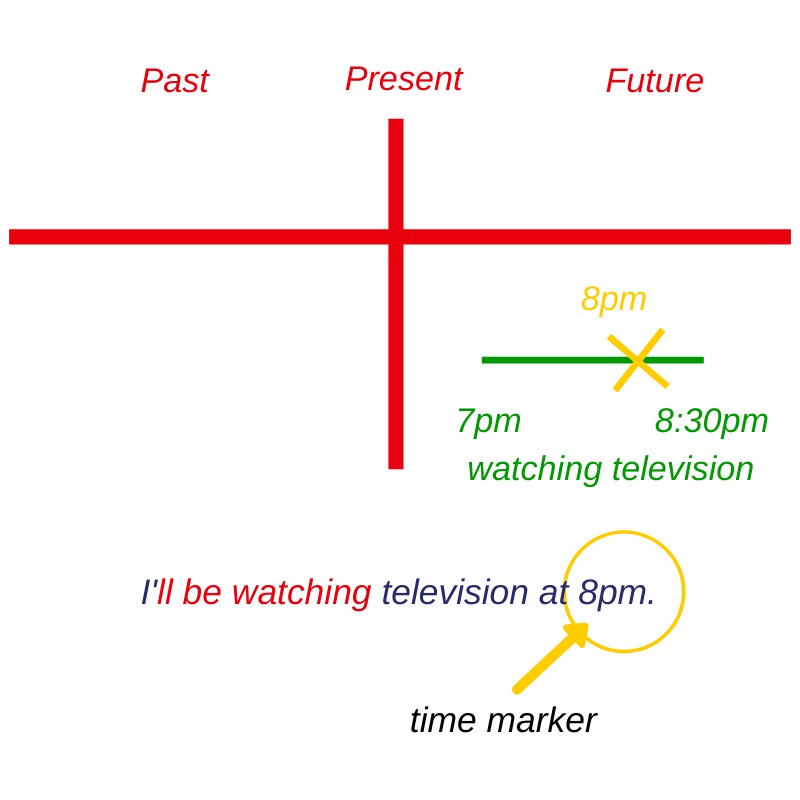 Past Present Future
8pm
7pm 8:30pm
watching television
I'll be watching television at 8pm.
time marker